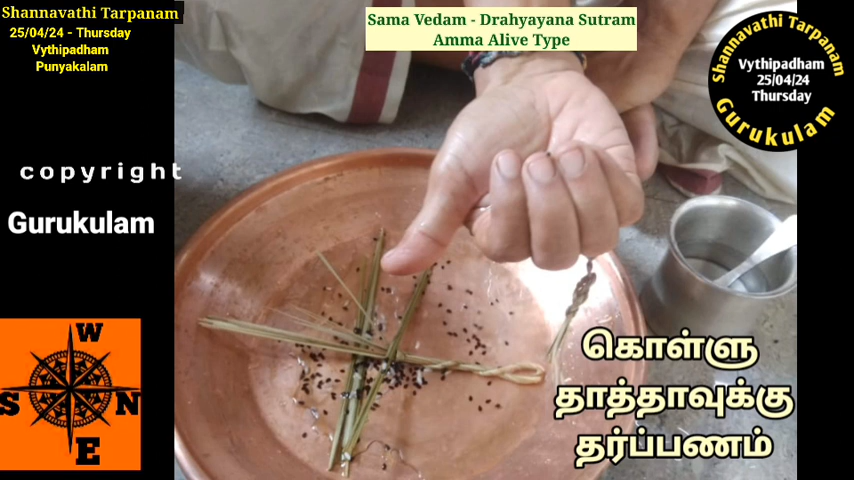 Shannavathi Tarpanam
25/04/24 - Thursday
Vythipadham
Punyakalam
Sama Vedam - Drahyayana Sutram
Amma Alive Type
Shannavathi Tarpanam
Vythipadham
25/04/24
Thursday
Gurukulam
copyright
Gurukulam
W
S
N
E
கொள்ளு
தாத்தாவுக்கு
தர்ப்பணம்